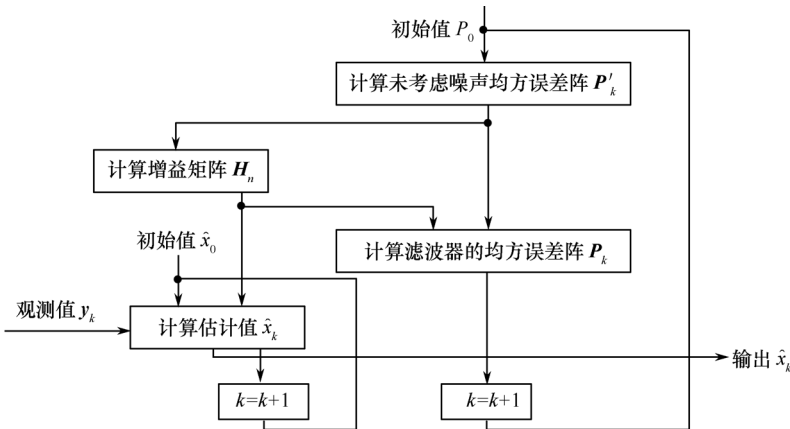 初始值 P₀
计算未考虑噪声均方误差阵 P′ₖ
计算增益矩阵 Hₙ
初始值 x̂₀
计算滤波器的均方误差阵 Pₖ
观测值 yₖ
计算估计值 x̂ₖ
输出 x̂ₖ
k=k+1
k=k+1